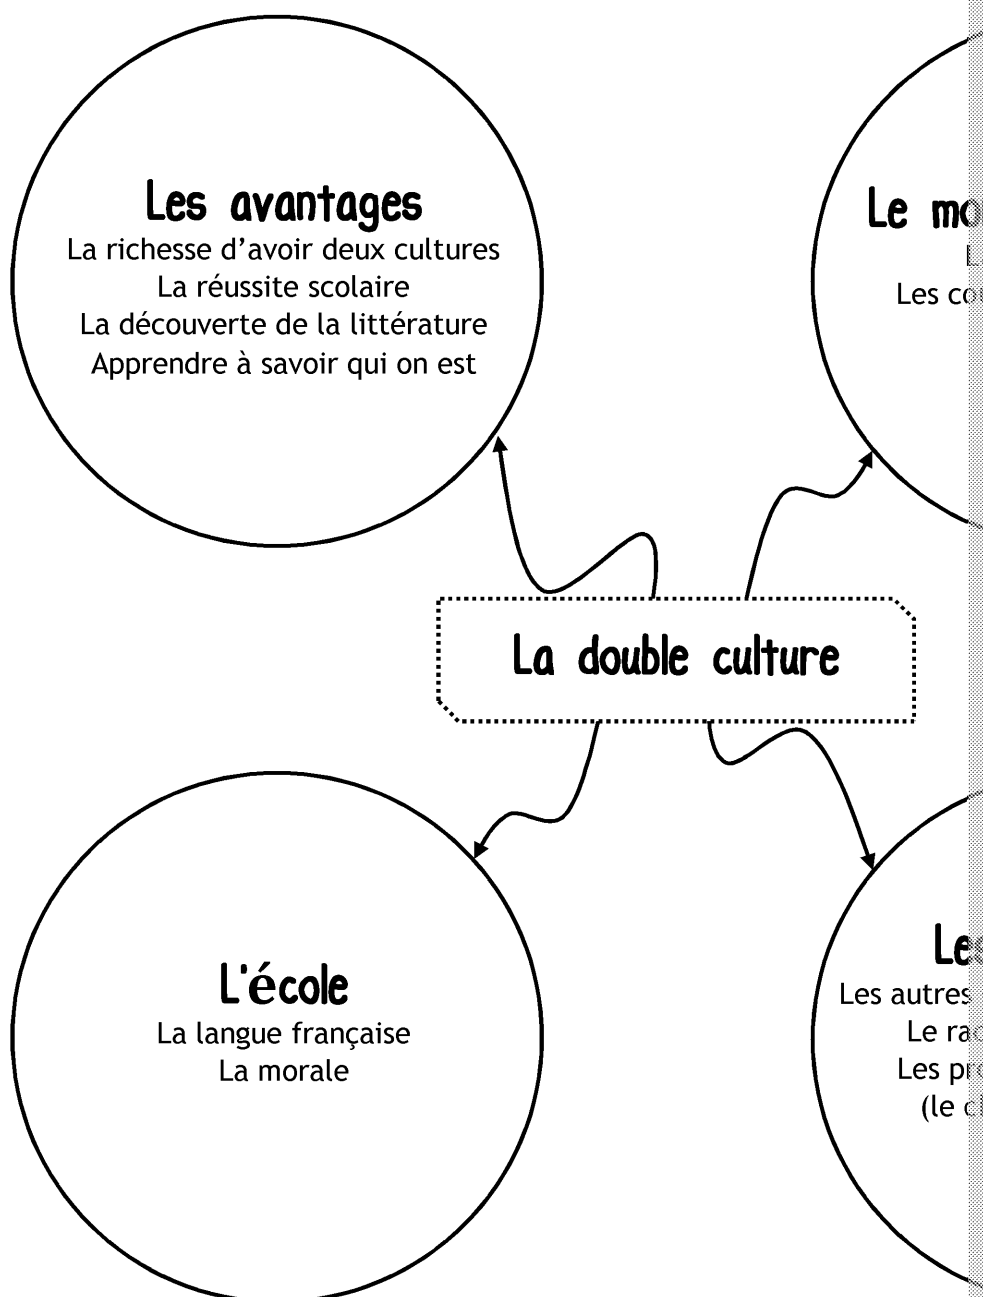 Les avantages
La richesse d'avoir deux cultures
La réussite scolaire
La découverte de la littérature
Apprendre à savoir qui on est
Le
Les
La double culture
L'école
La langue française
La morale
Les autres
Le
Les
(le